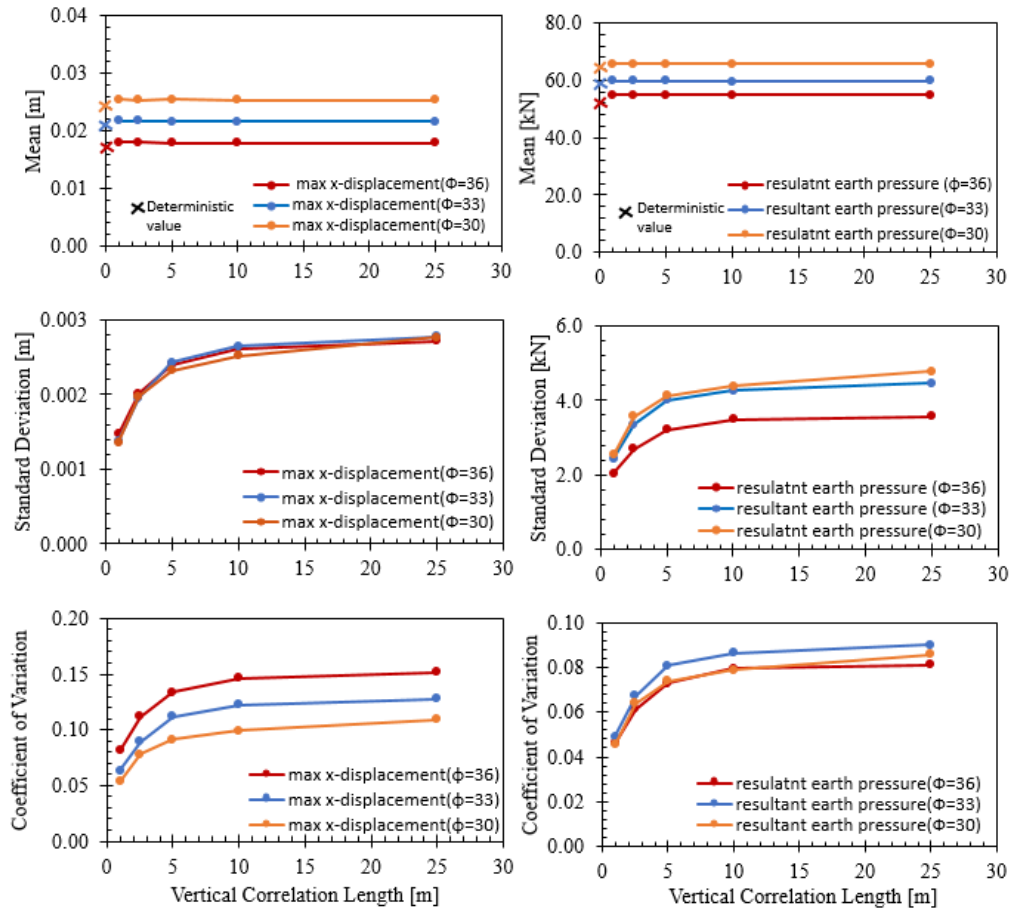 0.04
0.03
0.02
0.01
0.00
Mean [m]
max x-displacement(Φ=36)
max x-displacement(Φ=33)
max x-displacement(Φ=30)
Deterministic
value
0 5 10 15 20 25 30
80.0
60.0
40.0
20.0
0.0
Mean [kN]
resulatnt earth pressure (ϕ=36)
resultant earth pressure(Φ=33)
resulatnt earth pressure(Φ=30)
Deterministic
value
0 5 10 15 20 25 30
0.003
0.002
0.001
0.000
Standard Deviation [m]
max x-displacement(Φ=36)
max x-displacement(Φ=33)
max x-displacement(Φ=30)
0 5 10 15 20 25 30
6.0
4.0
2.0
0.0
Standard Deviation [kN]
resulatnt earth pressure (Φ=36)
resultant earth pressure (Φ=33)
resulatnt earth pressure(Φ=30)
0 5 10 15 20 25 30
0.20
0.15
0.10
0.05
0.00
Coefficient of Variation
max x-displacement(ϕ=36)
max x-displacement(ϕ=33)
max x-displacement(ϕ=30)
0 5 10 15 20 25 30
Vertical Correlation Length [m]
0.10
0.08
0.06
0.04
0.02
0.00
Coefficient of Variation
resulatnt earth pressure(Φ=36)
resultant earth pressure(Φ=33)
resulatnt earth pressure(Φ=30)
0 5 10 15 20 25 30
Vertical Correlation Length [m]